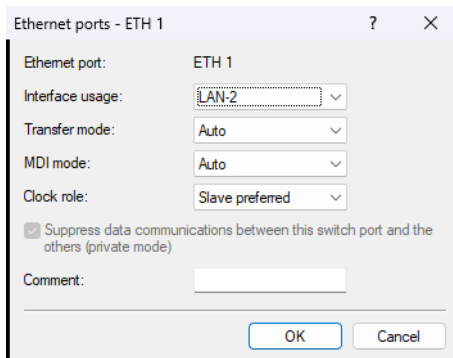 Ethernet ports - ETH 1 ?
Ethernet port: ETH 1
Interface usage: LAN-2
Transfer mode: Auto
MDI mode: Auto
Clock role: Slave preferred
Suppress data communications between this switch port and the
others (private mode)
Comment:
OK Cancel